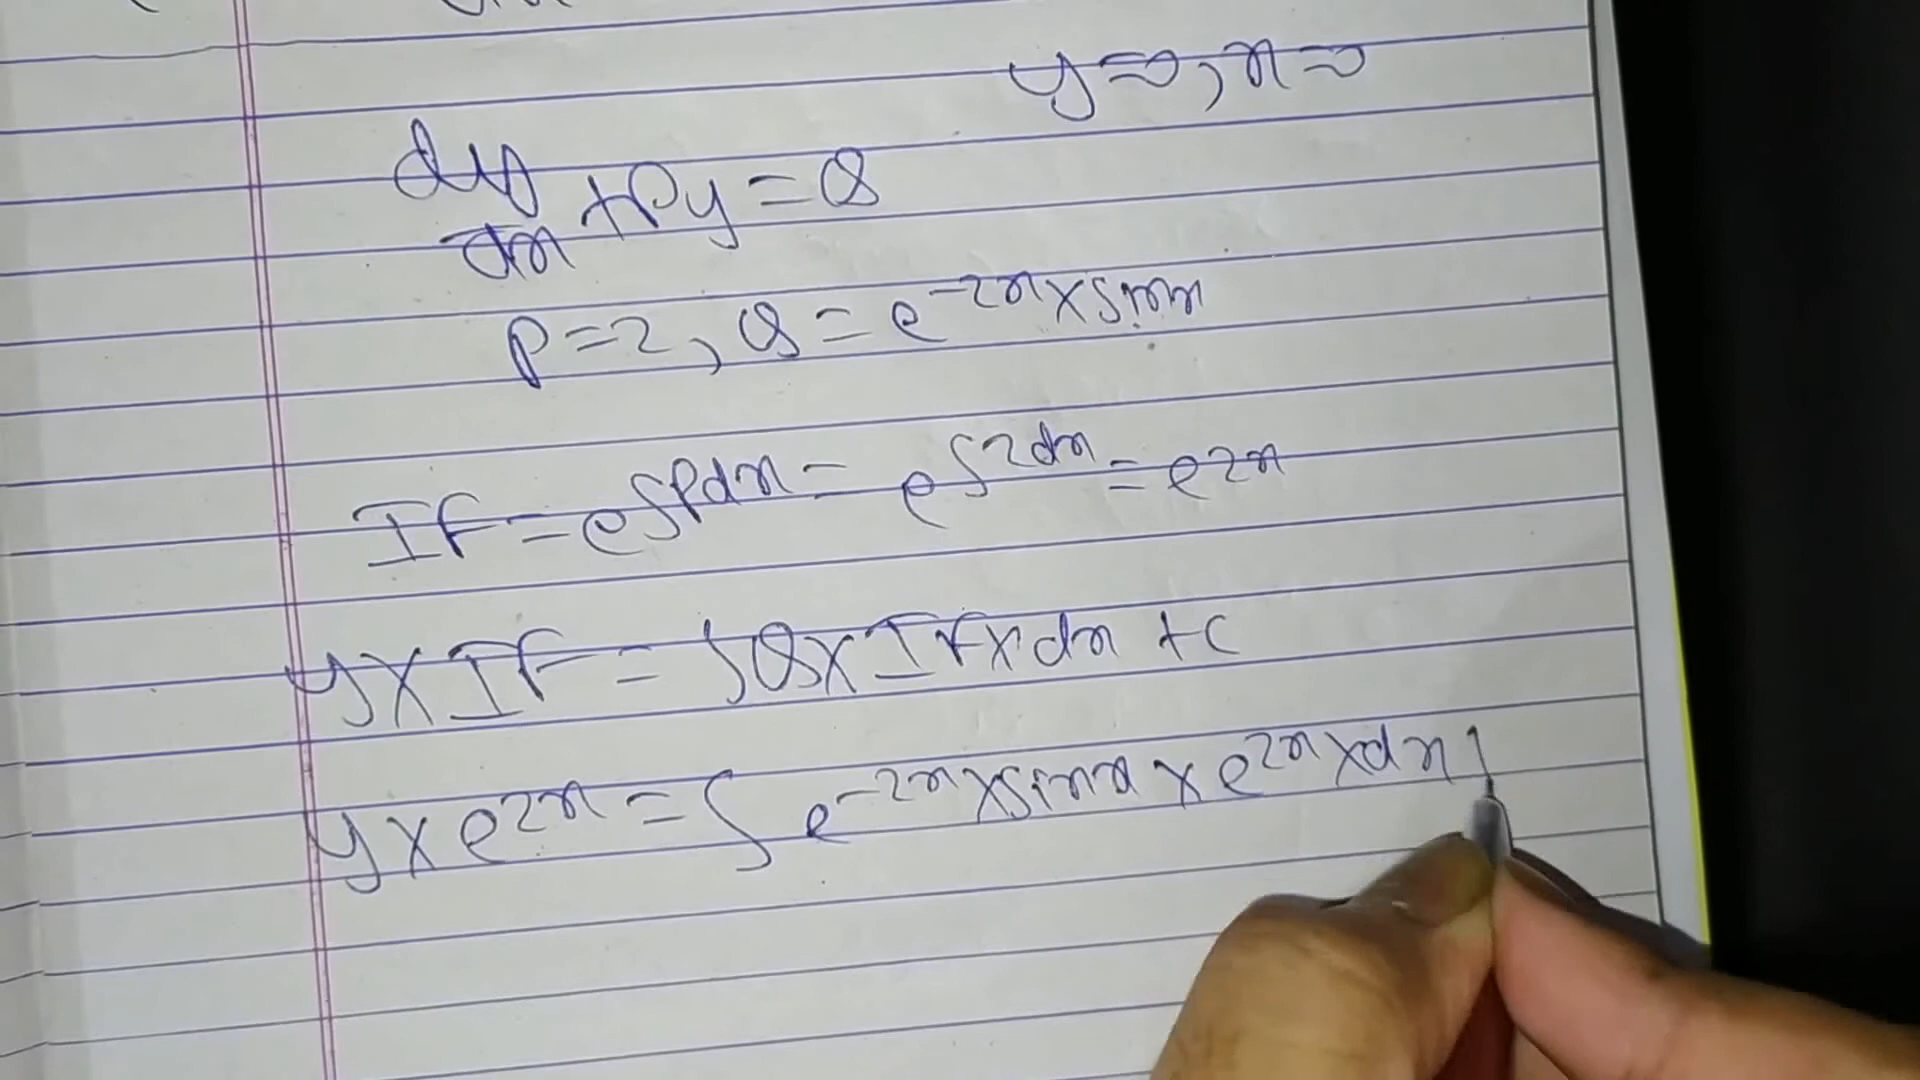 y=0, x=0
dy/dx + Py = Q
P=2, Q = e^{-2x} × sinx
IF = e^{∫Pdx} = e^{∫2dx} = e^{2x}
y × IF = ∫Q × IF × dx + c
y × e^{2x} = ∫ e^{-2x} × sinx × e^{2x} × dx